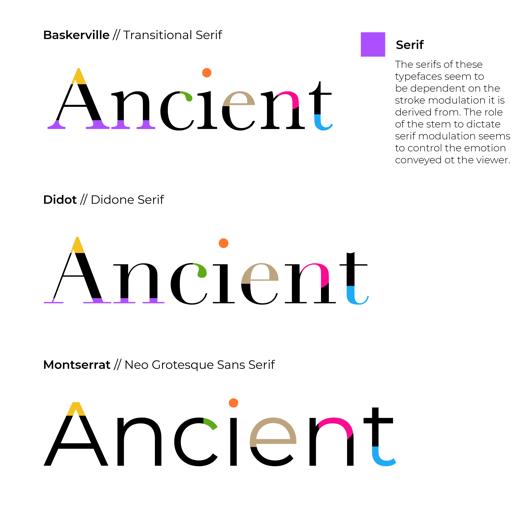 Baskerville // Transitional Serif
Ancient
Serif
The serifs of these
typefaces seem to
be dependent on the
stroke modulation it is
derived from. The role
of the stem to dictate
serif modulation seems
to control the emotion
conveyed ot the viewer.
Didot // Didone Serif
Ancient
Montserrat // Neo Grotesque Sans Serif
Ancient